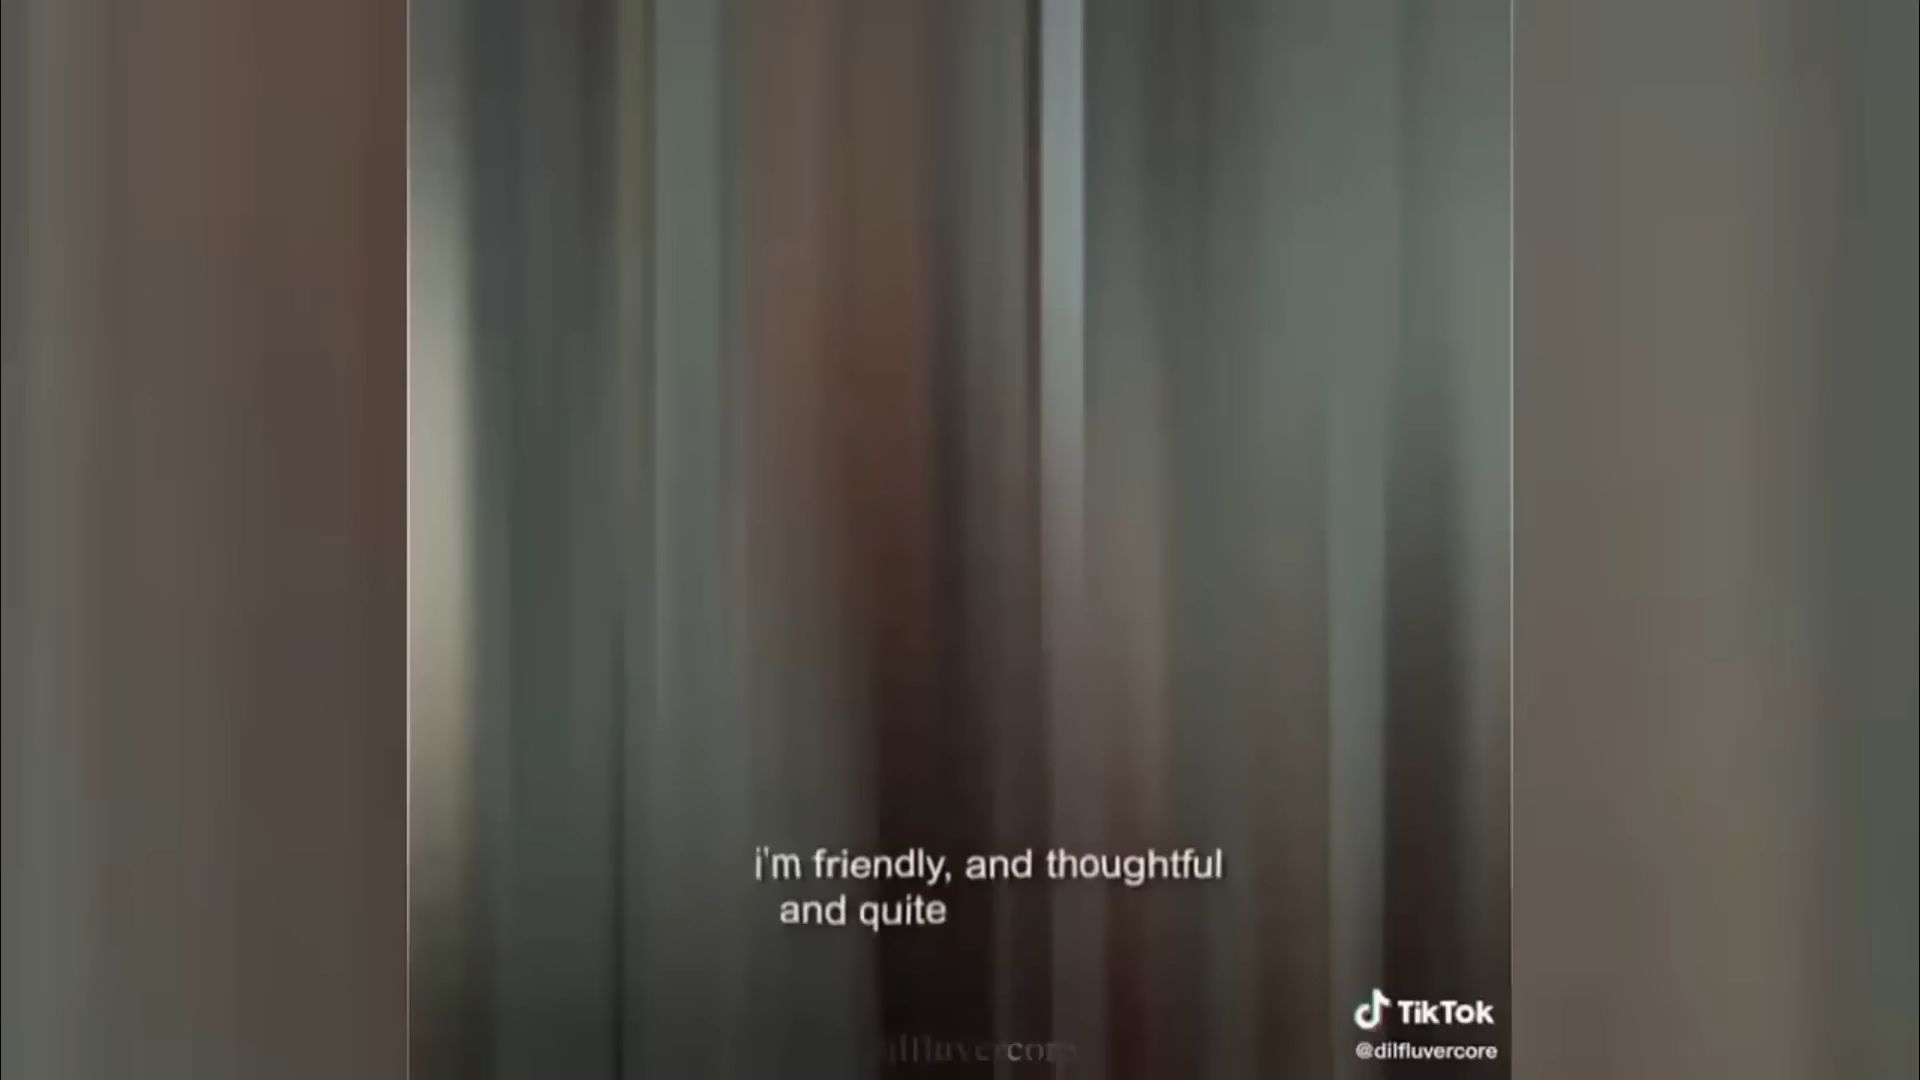 i'm friendly, and thoughtful
and quite
TikTok
@dilfluvercore